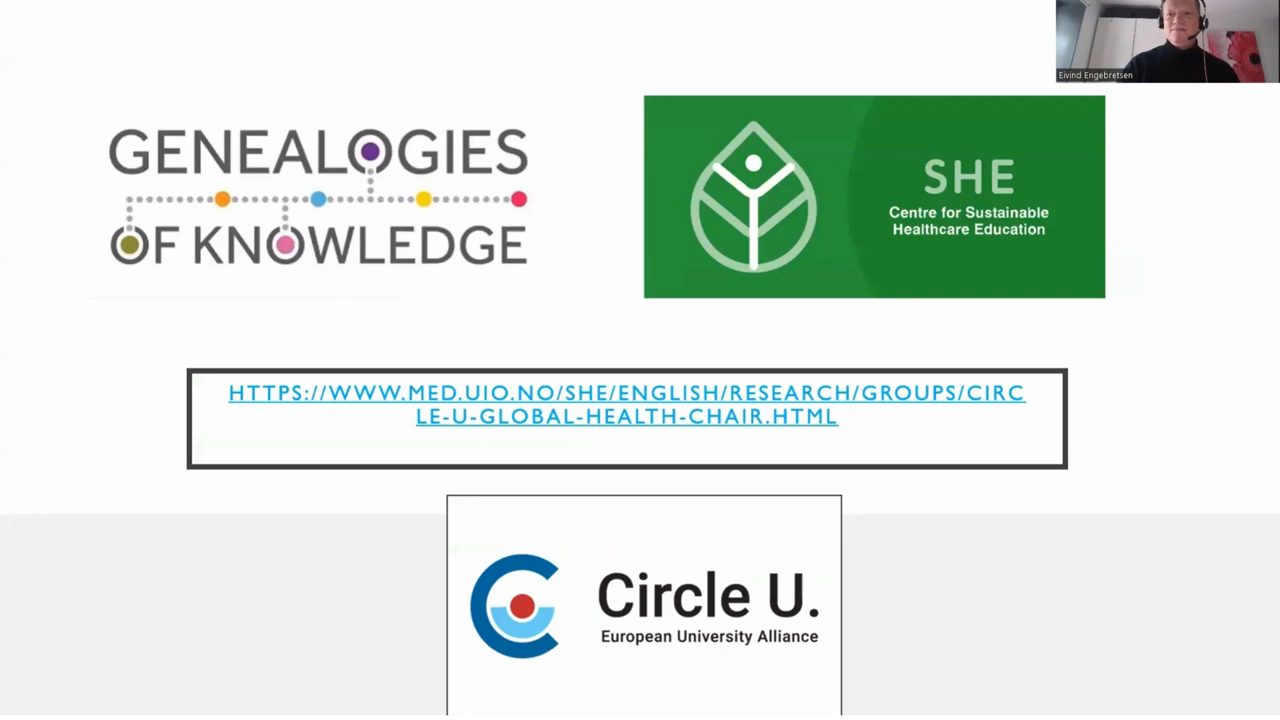 Eivind Engebretsen
GENEALOGIES
OF KNOWLEDGE
SHE
Centre for Sustainable
Healthcare Education
HTTPS://WWW.MED.UIO.NO/SHE/ENGLISH/RESEARCH/GROUPS/CIRC
LE-U-GLOBAL-HEALTH-CHAIR.HTML
Circle U.
European University Alliance